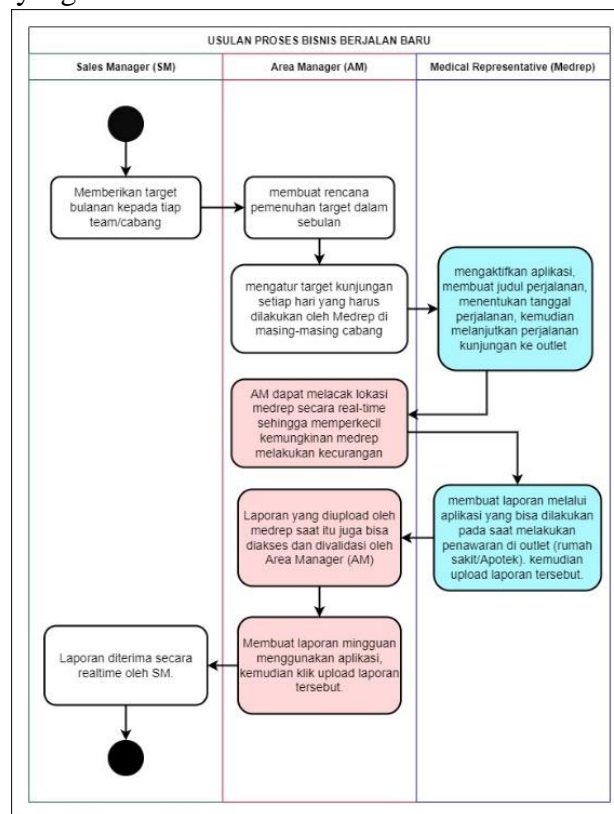 USULAN PROSES BISNIS BERJALAN BARU
Sales Manager (SM)
Area Manager (AM)
Medical Representative (Medrep)
Memberikan target
bulanan kepada tiap
team/cabang
membuat rencana
pemenuhan target dalam
sebulan
mengatur target kunjungan
setiap hari yang harus
dilakukan oleh Medrep di
masing-masing cabang
mengaktifkan aplikasi,
membuat judul perjalanan,
menentukan tanggal
perjalanan, kemudian
melanjutkan perjalanan
kunjungan ke outlet
AM dapat melacak lokasi
medrep secara real-time
sehingga memperkecil
kemungkinan medrep
melakukan kecurangan
membuat laporan melalui
aplikasi yang bisa dilakukan
pada saat melakukan
penawaran di outlet (rumah
sakit/Apotek). kemudian
upload laporan tersebut.
Laporan yang diupload oleh
medrep saat itu juga bisa
diakses dan divalidasi oleh
Area Manager (AM)
Membuat laporan mingguan
menggunakan aplikasi,
kemudian klik upload laporan
tersebut.
Laporan diterima secara
realtime oleh SM.